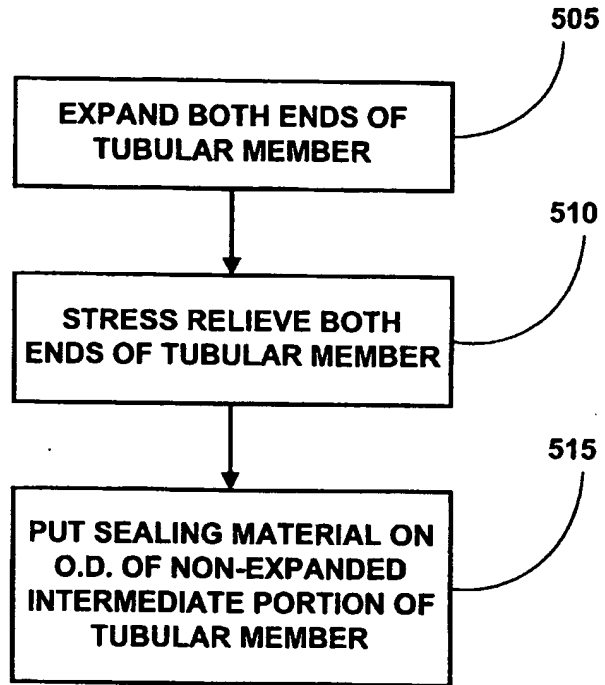 505
EXPAND BOTH ENDS OF
TUBULAR MEMBER
510
STRESS RELIEVE BOTH
ENDS OF TUBULAR MEMBER
515
PUT SEALING MATERIAL ON
O.D. OF NON-EXPANDED
INTERMEDIATE PORTION OF
TUBULAR MEMBER